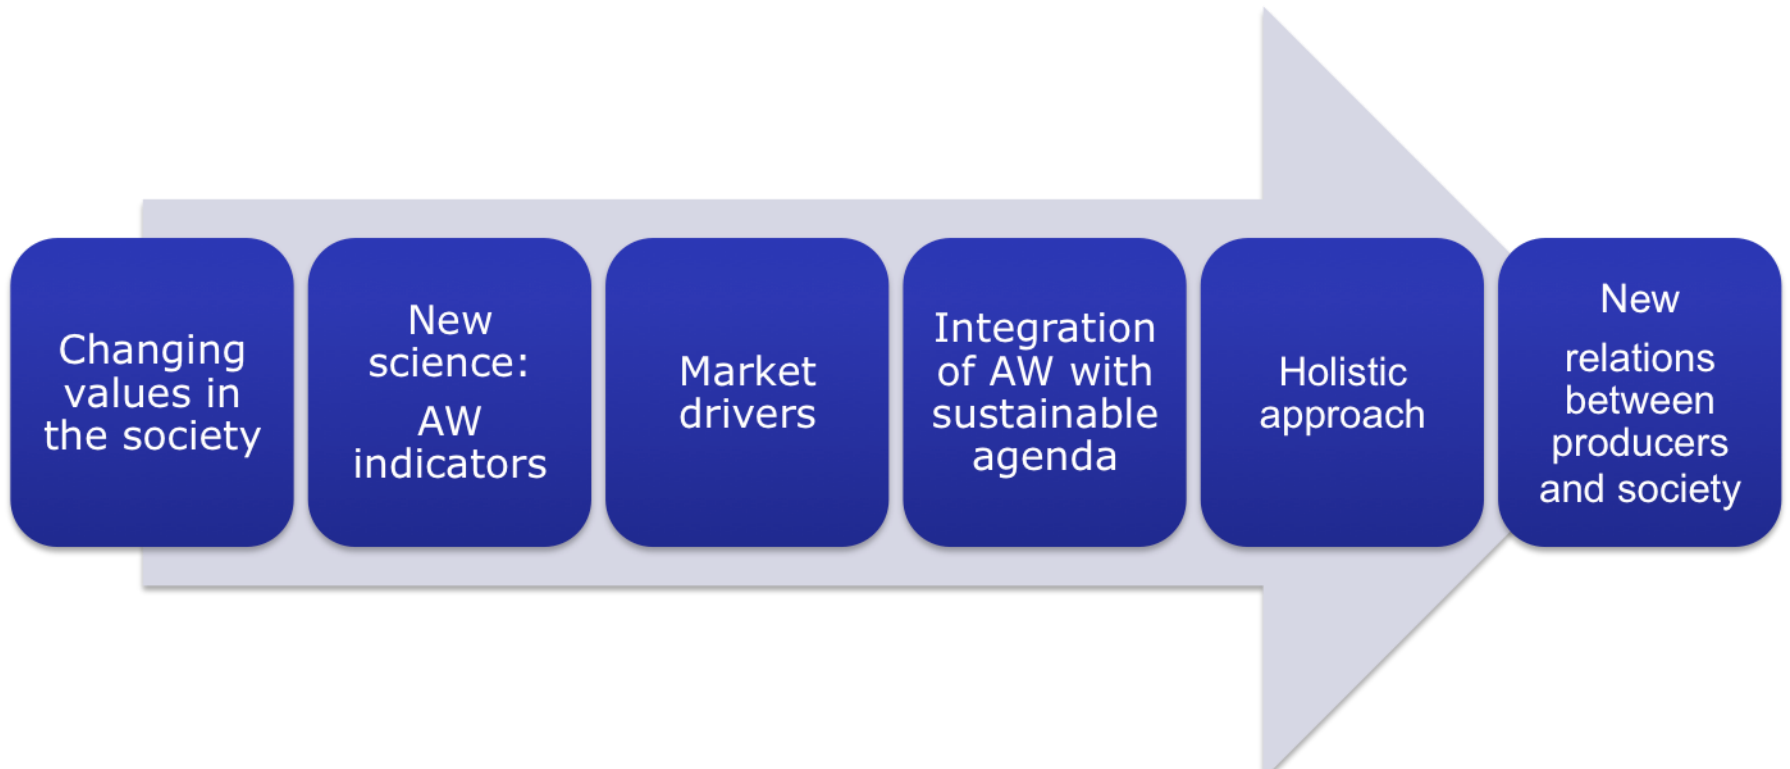 Changing
values in
the society
New
science:
AW
indicators
Market
drivers
Integration
of AW with
sustainable
agenda
Holistic
approach
New
relations
between
producers
and society